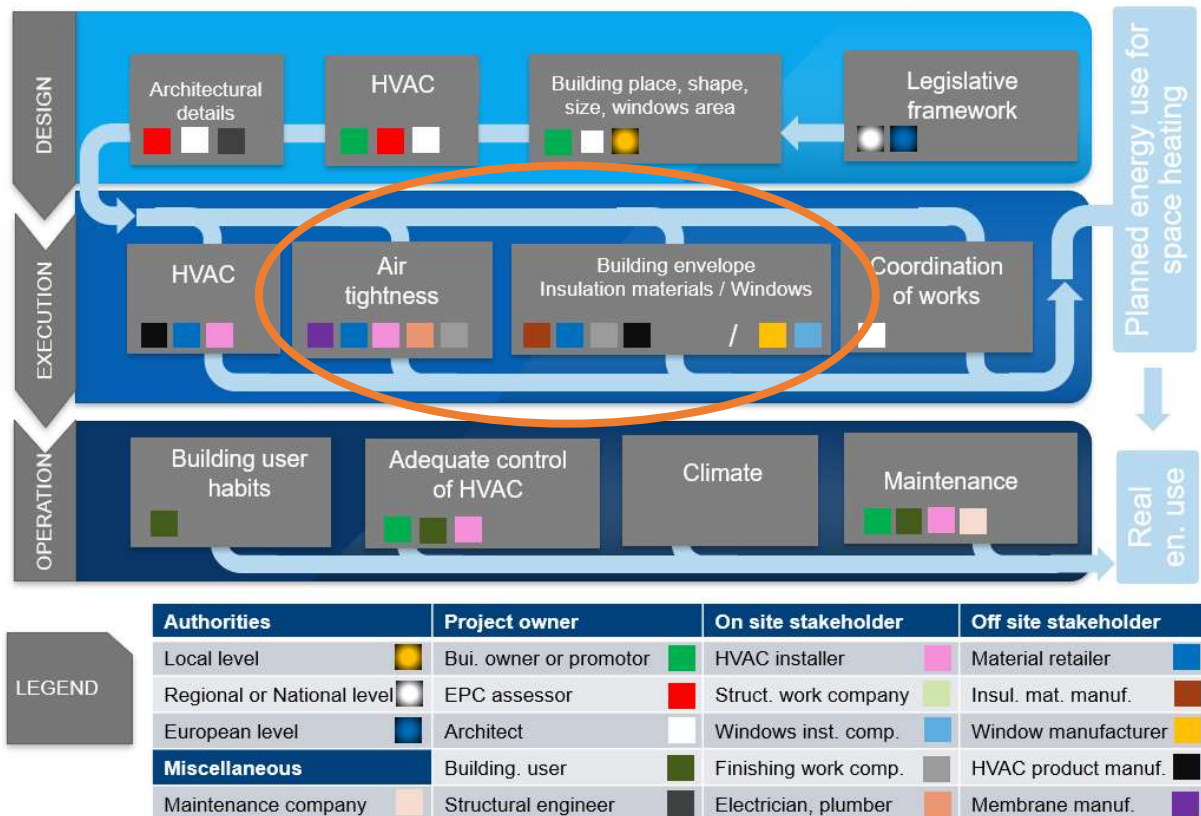 DESIGN
Architectural
details
HVAC
Building place, shape,
size, windows area
Legislative
framework
Planned energy use for
space heating
EXECUTION
HVAC
Air
tightness
Building envelope
Insulation materials / Windows
/
Coordination
of works
OPERATION
Building user
habits
Adequate control
of HVAC
Climate
Maintenance
Real
en. use
LEGEND
Authorities Project owner On site stakeholder Off site stakeholder
Local level Bui. owner or promotor HVAC installer Material retailer
Regional or National level EPC assessor Struct. work company Insul. mat. manuf.
European level Architect Windows inst. comp. Window manufacturer
Miscellaneous Building. user Finishing work comp. HVAC product manuf.
Maintenance company Structural engineer Electrician, plumber Membrane manuf.